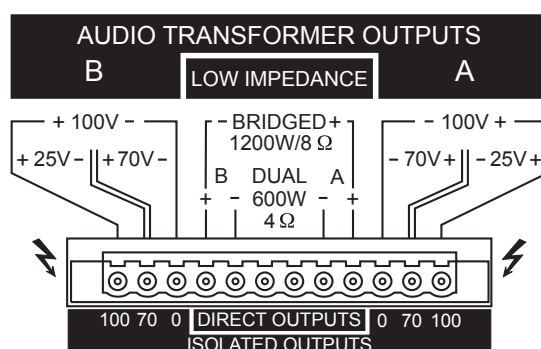 AUDIO TRANSFORMER OUTPUTS
B LOW IMPEDANCE A
+ 100V - - BRIDGED + - 100V +
1200W/8 Ω
+ 25V - + 70V - - 70V + - 25V +
B DUAL A
+ - 600W - +
4 Ω
100 70 0 DIRECT OUTPUTS 0 70 100
ISOLATED OUTPUTS